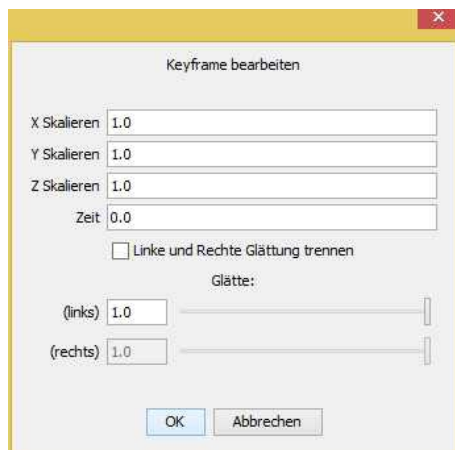 Keyframe bearbeiten
X Skalieren 1.0
Y Skalieren 1.0
Z Skalieren 1.0
Zeit 0.0
Linke und Rechte Glättung trennen
Glätte:
(links) 1.0
(rechts) 1.0
OK Abbrechen